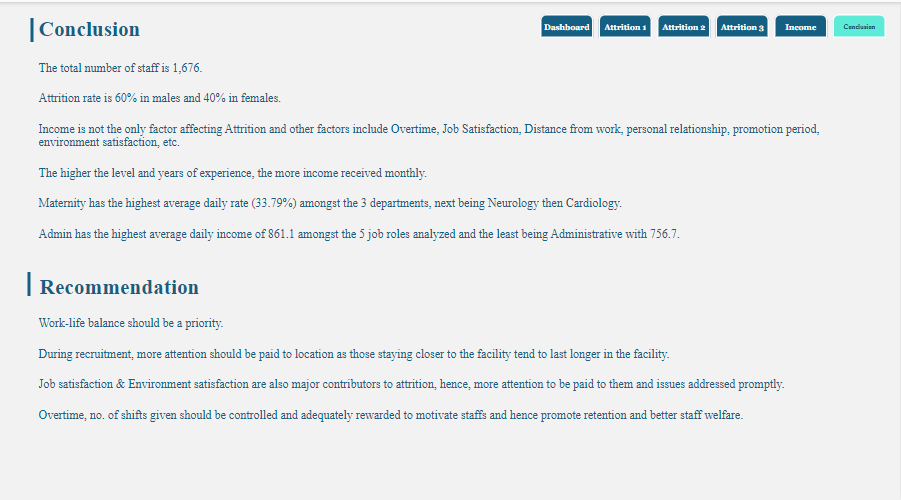 Conclusion
Dashboard
Attrition 1
Attrition 2
Attrition 3
Income
Conclusion
The total number of staff is 1,676.
Attrition rate is 60% in males and 40% in females.
Income is not the only factor affecting Attrition and other factors include Overtime, Job Satisfaction, Distance from work, personal relationship, promotion period,
environment satisfaction, etc.
The higher the level and years of experience, the more income received monthly.
Maternity has the highest average daily rate (33.79%) amongst the 3 departments, next being Neurology then Cardiology.
Admin has the highest average daily income of 861.1 amongst the 5 job roles analyzed and the least being Administrative with 756.7.
Recommendation
Work-life balance should be a priority.
During recruitment, more attention should be paid to location as those staying closer to the facility tend to last longer in the facility.
Job satisfaction & Environment satisfaction are also major contributors to attrition, hence, more attention to be paid to them and issues addressed promptly.
Overtime, no. of shifts given should be controlled and adequately rewarded to motivate staffs and hence promote retention and better staff welfare.